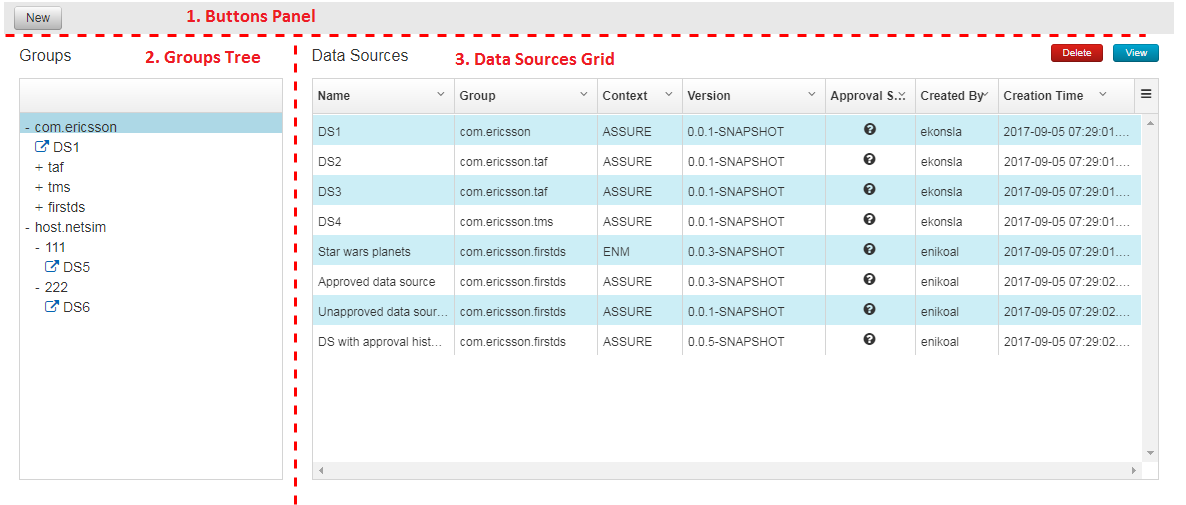 New
1. Buttons Panel
Groups
2. Groups Tree
Data Sources
3. Data Sources Grid
Delete
View
- com.ericsson
DS1
+ taf
+ tms
+ firstds
- host.netsim
- 111
DS5
- 222
DS6
Name Group Context Version Approval S... Created By Creation Time
DS1 com.ericsson ASSURE 0.0.1-SNAPSHOT ? ekonsla 2017-09-05 07:29:01....
DS2 com.ericsson.taf ASSURE 0.0.1-SNAPSHOT ? ekonsla 2017-09-05 07:29:01....
DS3 com.ericsson.taf ASSURE 0.0.1-SNAPSHOT ? ekonsla 2017-09-05 07:29:01....
DS4 com.ericsson.tms ASSURE 0.0.1-SNAPSHOT ? ekonsla 2017-09-05 07:29:01....
Star wars planets com.ericsson.firstds ENM 0.0.3-SNAPSHOT ? enikoal 2017-09-05 07:29:01....
Approved data source com.ericsson.firstds ASSURE 0.0.3-SNAPSHOT ? enikoal 2017-09-05 07:29:02....
Unapproved data sour... com.ericsson.firstds ASSURE 0.0.1-SNAPSHOT ? enikoal 2017-09-05 07:29:02....
DS with approval hist... com.ericsson.firstds ASSURE 0.0.5-SNAPSHOT ? enikoal 2017-09-05 07:29:02....